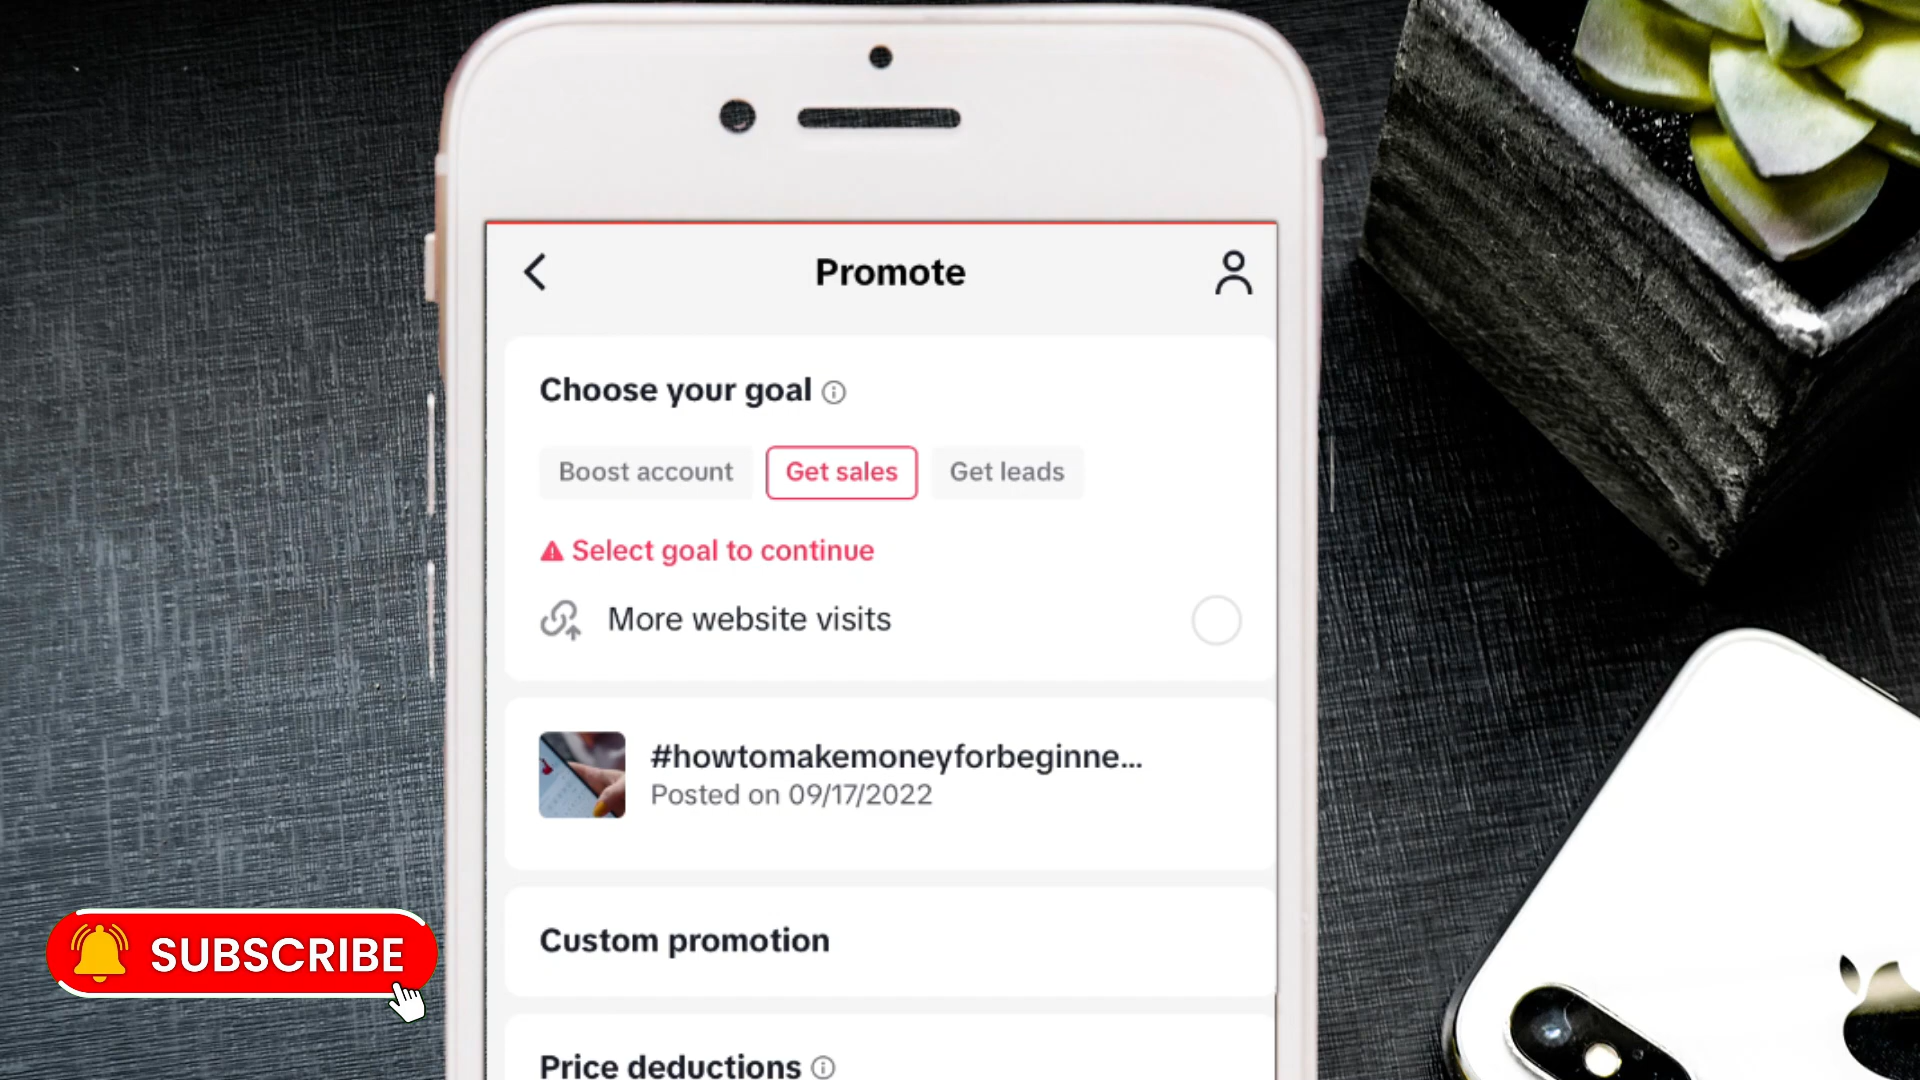 Promote
Choose your goal
Boost account Get sales Get leads
Select goal to continue
More website visits
#howtomakemoneyforbeginne...
Posted on 09/17/2022
Custom promotion
SUBSCRIBE
Price deductions